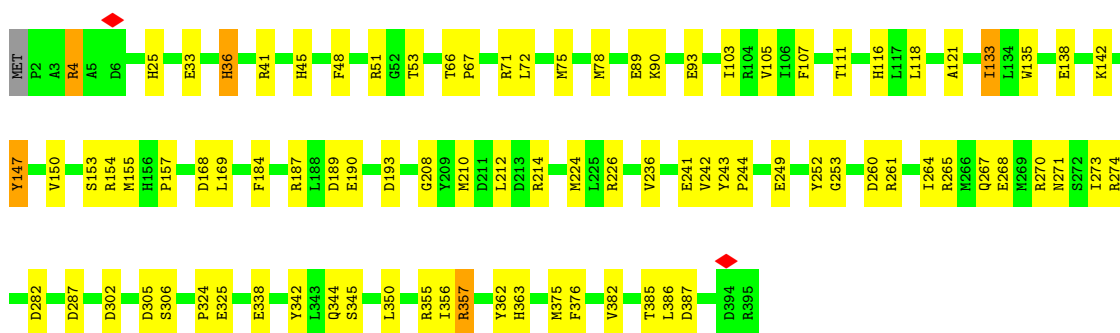 MET P2 A3 R4 A5 D6 H25 E33 H36 R41 H45 F48 R51 G52 T53 T66 P67 R71 L72 M75 M78 E89 K90 E93 I103 R104 V105 I106 F107 T111 H116 L117 L118 A121 I133 L134 W135 E138 K142
Y147 V150 S153 R154 M155 H156 P157 D168 L169 F184 R187 L188 D189 E190 D193 G208 Y209 M210 D211 L212 D213 R214 M224 L225 R226 V236 E241 V242 Y243 P244 E249 Y252 G253 D260 R261 I264 R265 M266 Q267 E268 M269 R270 N271 S272 I273 R274
D282 D287 D302 D305 S306 P324 E325 E338 Y342 L343 Q344 S345 L350 R355 I356 R357 Y362 H363 M375 F376 V382 T385 L386 D387 D394 R395